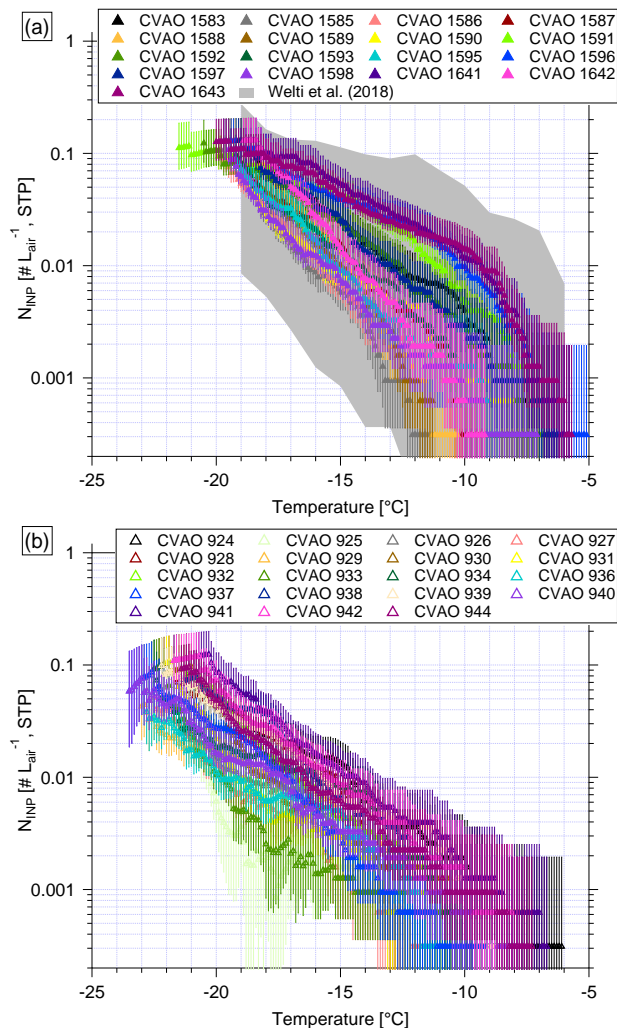 (a)
CVAO 1583 CVAO 1585 CVAO 1586 CVAO 1587
CVAO 1588 CVAO 1589 CVAO 1590 CVAO 1591
CVAO 1592 CVAO 1593 CVAO 1595 CVAO 1596
CVAO 1597 CVAO 1598 CVAO 1641 CVAO 1642
CVAO 1643 Welti et al. (2018)
1
0.1
0.01
0.001
N_INP [# L_air^-1, STP]
-25 -20 -15 -10 -5
Temperature [°C]
(b)
CVAO 924 CVAO 925 CVAO 926 CVAO 927
CVAO 928 CVAO 929 CVAO 930 CVAO 931
CVAO 932 CVAO 933 CVAO 934 CVAO 936
CVAO 937 CVAO 938 CVAO 939 CVAO 940
CVAO 941 CVAO 942 CVAO 944
1
0.1
0.01
0.001
N_INP [# L_air^-1, STP]
-25 -20 -15 -10 -5
Temperature [°C]